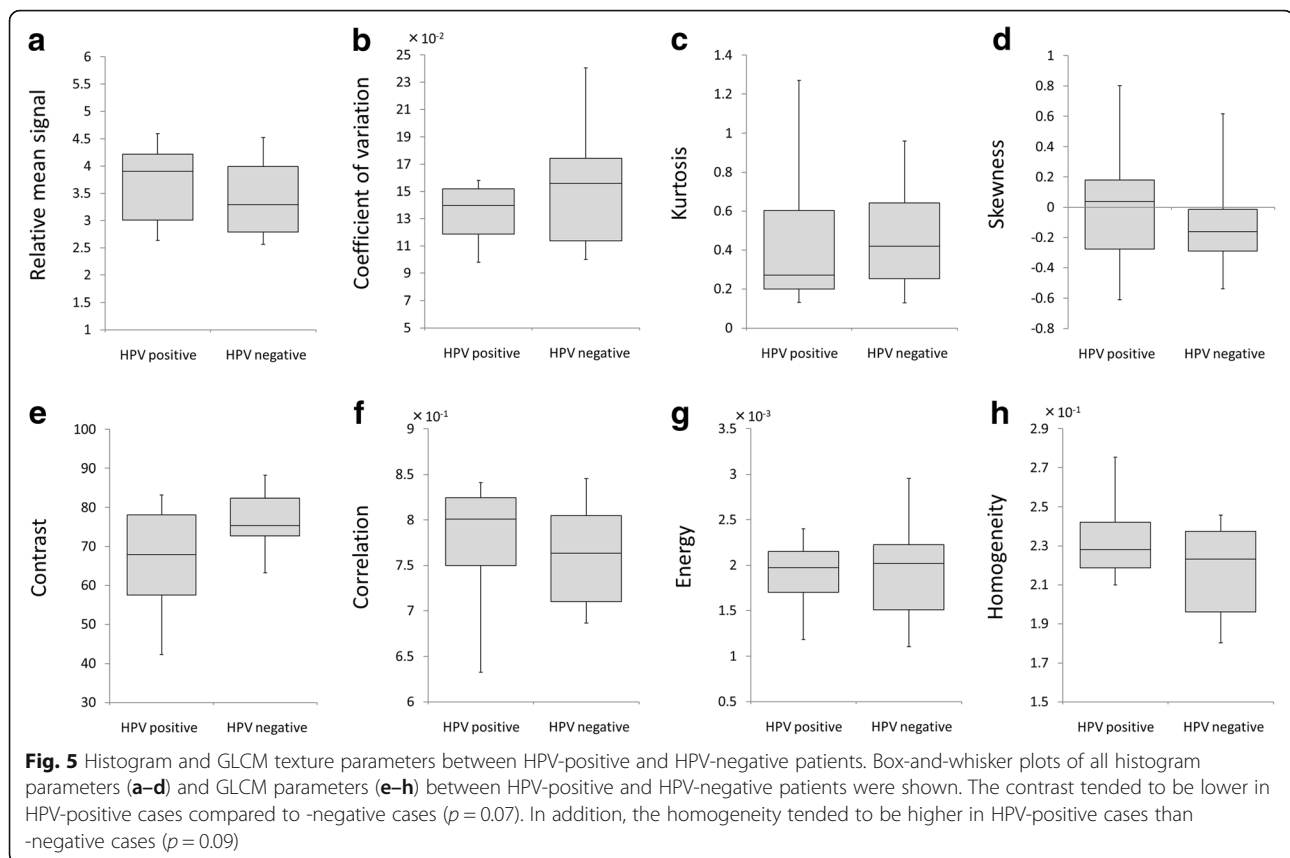 a
Relative mean signal
6
5.5
5
4.5
4
3.5
3
2.5
2
1.5
1
HPV positive HPV negative
b
× 10⁻²
Coefficient of variation
25
23
21
19
17
15
13
11
9
7
5
HPV positive HPV negative
c
Kurtosis
1.4
1.2
1
0.8
0.6
0.4
0.2
0
HPV positive HPV negative
d
Skewness
1
0.8
0.6
0.4
0.2
0
-0.2
-0.4
-0.6
-0.8
HPV positive HPV negative
e
Contrast
100
90
80
70
60
50
40
30
HPV positive HPV negative
f
× 10⁻¹
Correlation
9
8.5
8
7.5
7
6.5
6
HPV positive HPV negative
g
× 10⁻³
Energy
3.5
3
2.5
2
1.5
1
0.5
HPV positive HPV negative
h
× 10⁻¹
Homogeneity
2.9
2.7
2.5
2.3
2.1
1.9
1.7
1.5
HPV positive HPV negative
Fig. 5 Histogram and GLCM texture parameters between HPV-positive and HPV-negative patients. Box-and-whisker plots of all histogram
parameters (a–d) and GLCM parameters (e–h) between HPV-positive and HPV-negative patients were shown. The contrast tended to be lower in
HPV-positive cases compared to -negative cases (p = 0.07). In addition, the homogeneity tended to be higher in HPV-positive cases than
-negative cases (p = 0.09)